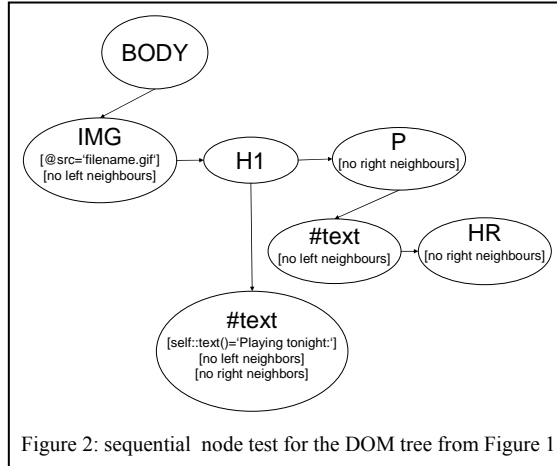 BODY
IMG
[@src=‘filename.gif‘]
[no left neighbours]
H1
P
[no right neighbours]
#text
[no left neighbours]
HR
[no right neighbours]
#text
[self::text()=‘Playing tonight:‘]
[no left neighbors]
[no right neighbors]
Figure 2: sequential node test for the DOM tree from Figure 1